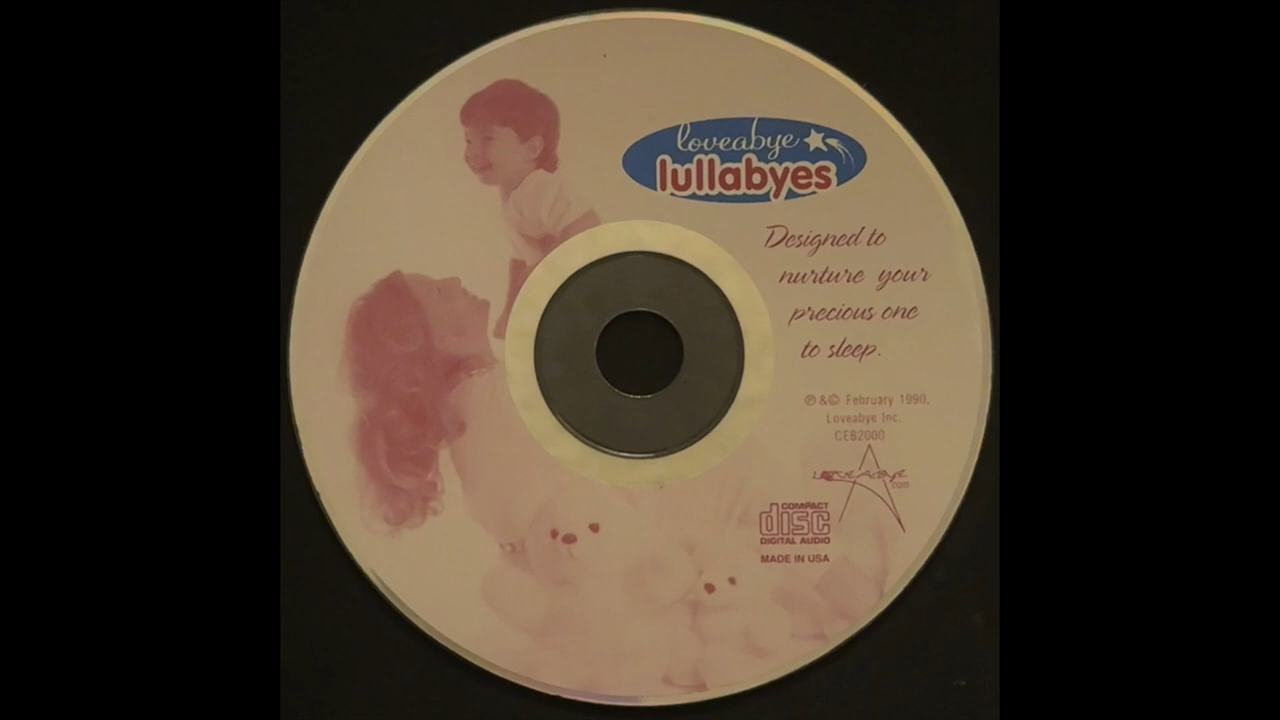 loveabye
lullabyes
Designed to
nurture your
precious one
to sleep.
℗ &© February 1990,
Loveabye Inc.
CEB2000
.com
COMPACT
disc
DIGITAL AUDIO
MADE IN USA